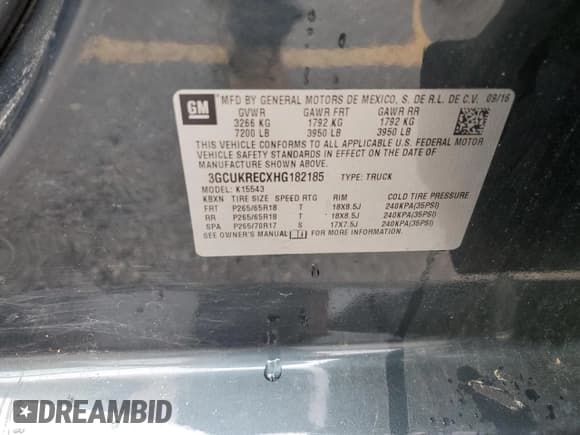 GM
MFD BY GENERAL MOTORS DE MEXICO, S. DE R.L. DE C.V. 09/16
GVWR GAWR FRT GAWR RR
3266 KG 1792 KG 1792 KG
7200 LB 3950 LB 3950 LB
THIS VEHICLE CONFORMS TO ALL APPLICABLE U.S. FEDERAL MOTOR
VEHICLE SAFETY STANDARDS IN EFFECT ON THE DATE OF
MANUFACTURE SHOWN ABOVE.
3GCUKRECXHG182185 TYPE: TRUCK
MODEL: K15543
KBXN TIRE SIZE SPEED RTG RIM COLD TIRE PRESSURE
FRT P265/65R18 T 18X8.5J 240KPA(35PSI)
RR P265/65R18 T 18X8.5J 240KPA(35PSI)
SPA P265/70R17 T 17X7.5J 240KPA(35PSI)
SEE OWNER'S MANUAL
DREAMBID